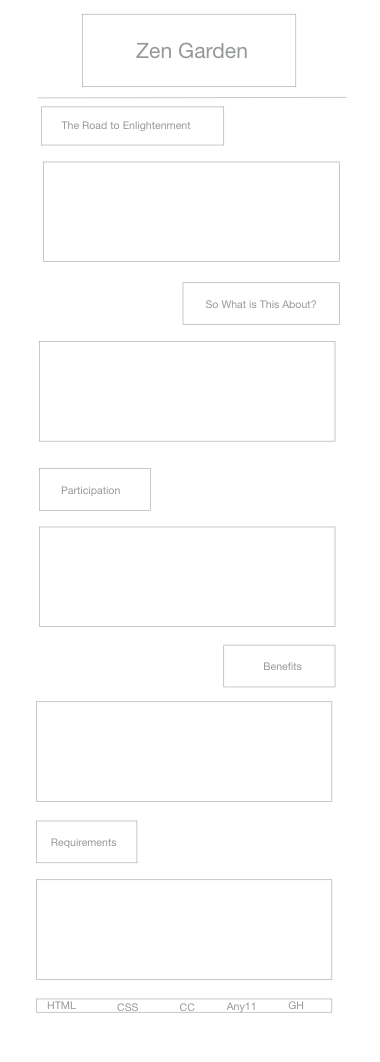 Zen Garden
The Road to Enlightenment
So What is This About?
Participation
Benefits
Requirements
HTML CSS CC Any11 GH